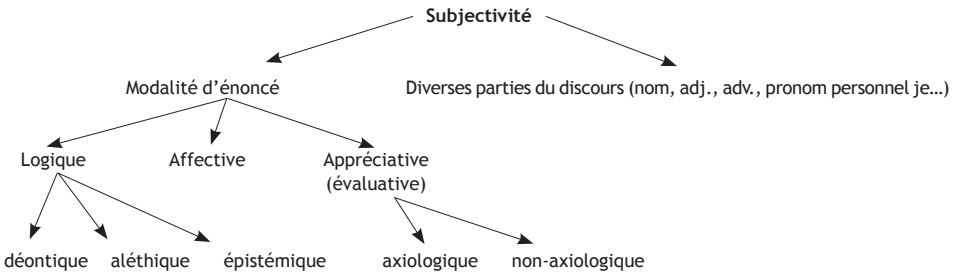 Subjectivité
Modalité d'énoncé
Diverses parties du discours (nom, adj., adv., pronom personnel je…)
Logique
Affective
Appréciative
(évaluative)
déontique
aléthique
épistémique
axiologique
non-axiologique